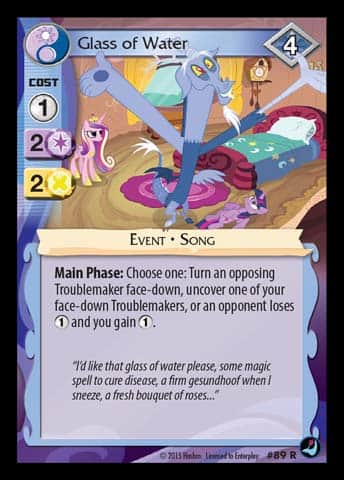 Glass of Water
4
COST
1
2
2
EVENT • SONG
Main Phase: Choose one: Turn an opposing
Troublemaker face-down, uncover one of your
face-down Troublemakers, or an opponent loses
1 and you gain 1.
"I'd like that glass of water please, some magic
spell to cure disease, a firm gesundhoof when I
sneeze, a fresh bouquet of roses..."
© 2015 Hasbro. Licensed to Enterplay. #89 R